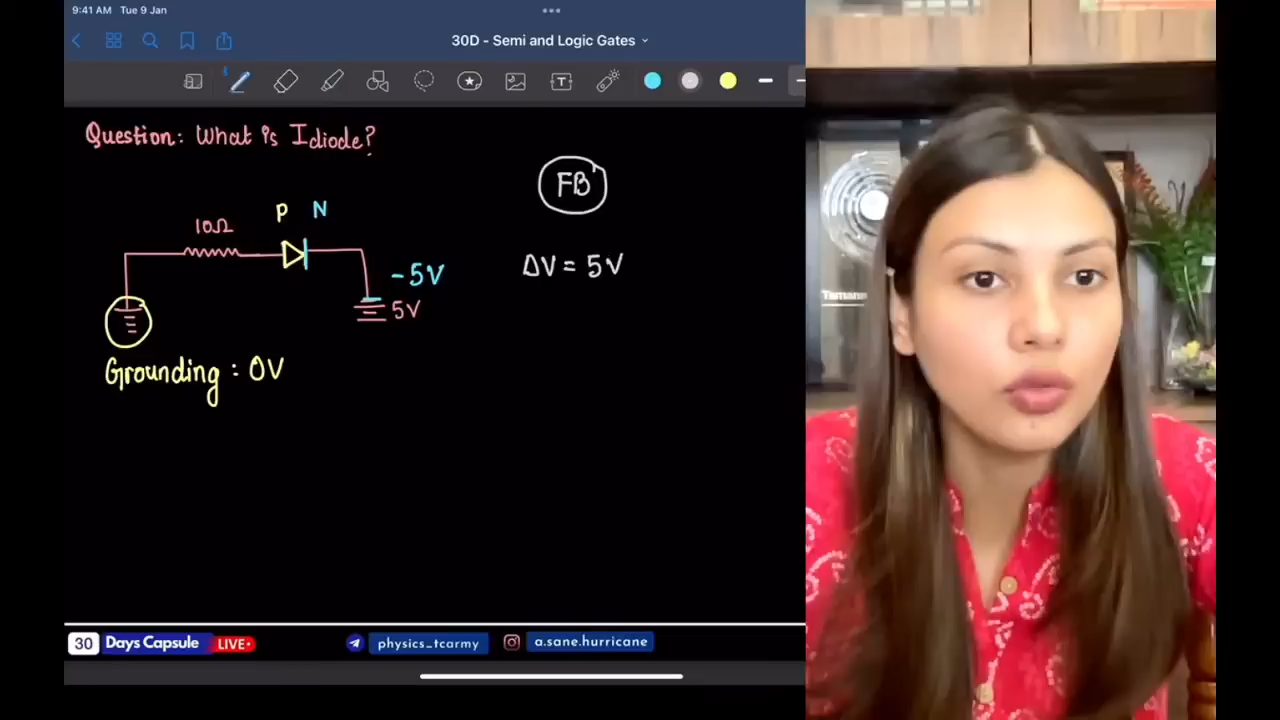 9:41 AM Tue 9 Jan
30D - Semi and Logic Gates
T
Question: What is Idiode?
FB
P N
10Ω
ΔV = 5V
-5V
5V
Grounding : 0V
30 Days Capsule LIVE
physics_tcarmy
a.sane.hurricane